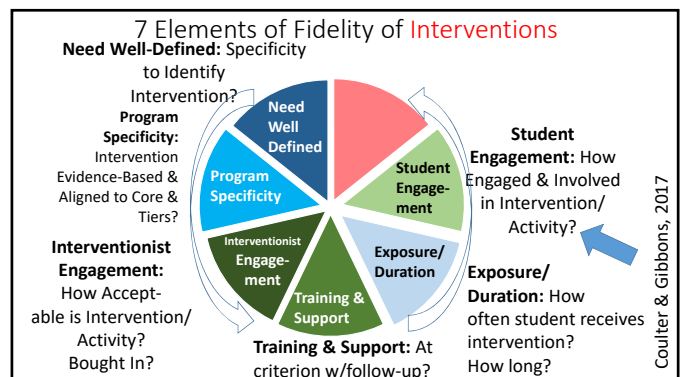 7 Elements of Fidelity of Interventions
Need Well-Defined: Specificity
to Identify
Intervention?
Program
Specificity:
Intervention
Evidence-Based &
Aligned to Core &
Tiers?
Interventionist
Engagement:
How Accept-
able is Intervention/
Activity?
Bought In?
Need
Well
Defined
Program
Specificity
Interventionist
Engage-
ment
Training &
Support
Exposure/
Duration
Student
Engage-
ment
Training & Support: At
criterion w/follow-up?
Student
Engagement: How
Engaged & Involved
in Intervention/
Activity?
Exposure/
Duration: How
often student receives
intervention?
How long?
Coulter & Gibbons, 2017